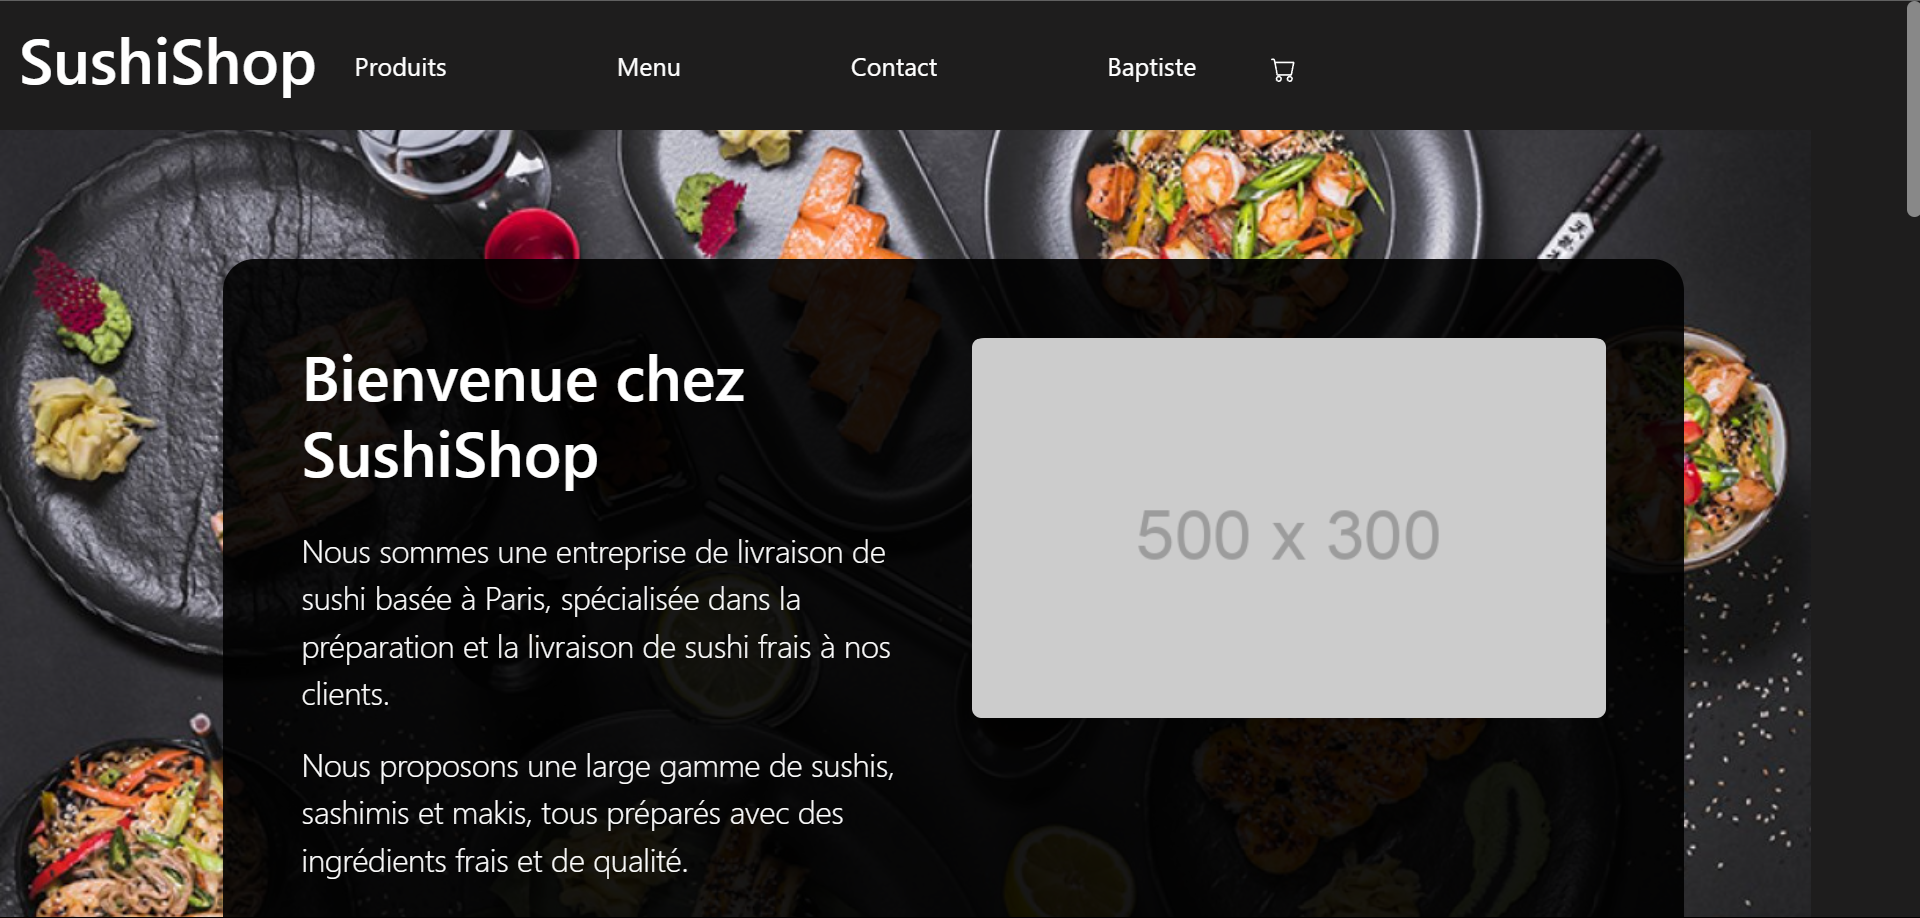 SushiShop
Produits
Menu
Contact
Baptiste
Bienvenue chez
SushiShop
500 x 300
Nous sommes une entreprise de livraison de
sushi basée à Paris, spécialisée dans la
préparation et la livraison de sushi frais à nos
clients.
Nous proposons une large gamme de sushis,
sashimis et makis, tous préparés avec des
ingrédients frais et de qualité.